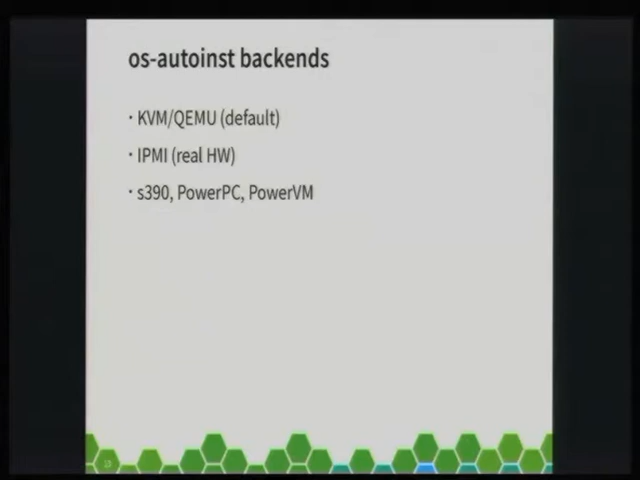 os-autoinst backends
· KVM/QEMU (default)
· IPMI (real HW)
· s390, PowerPC, PowerVM